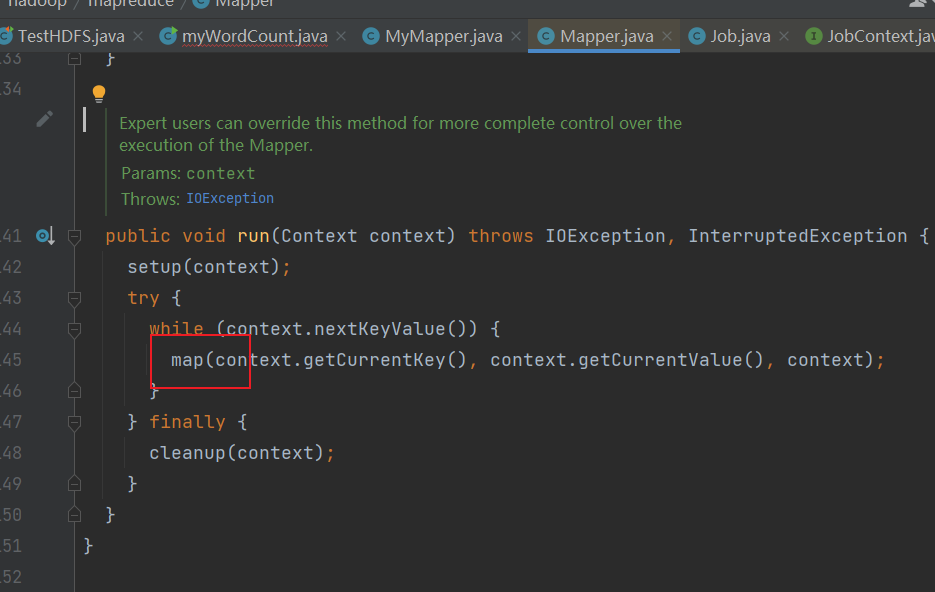 hadoop / mapreduce / Mapper
TestHDFS.java × myWordCount.java × MyMapper.java × Mapper.java × Job.java × JobContext.jav
133 }
134
Expert users can override this method for more complete control over the
execution of the Mapper.
Params: context
Throws: IOException
141 public void run(Context context) throws IOException, InterruptedException {
142 setup(context);
143 try {
144 while (context.nextKeyValue()) {
145 map(context.getCurrentKey(), context.getCurrentValue(), context);
146 }
147 } finally {
148 cleanup(context);
149 }
150 }
151 }
152